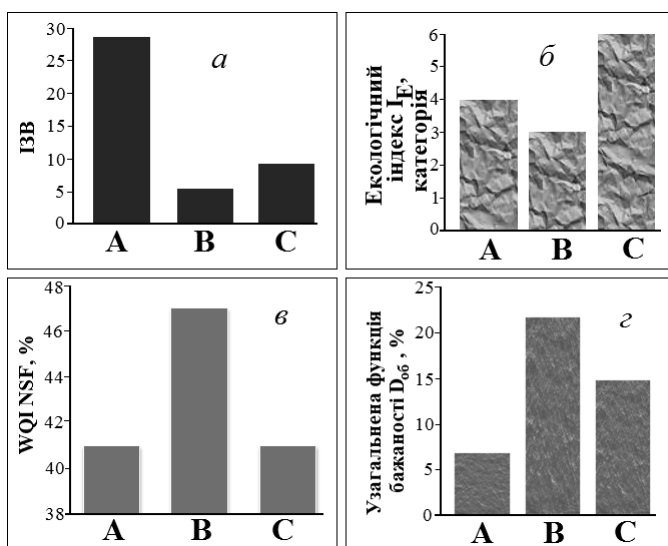 30
25
20
15
10
5
0
ІЗВ
а
A B C
6
5
4
3
2
1
0
Екологічний
індекс IE,
категорія
б
A B C
48
46
44
42
40
38
WQI NSF, %
в
A B C
25
20
15
10
5
0
Узагальнена функція
бажаності Dоб , %
г
A B C